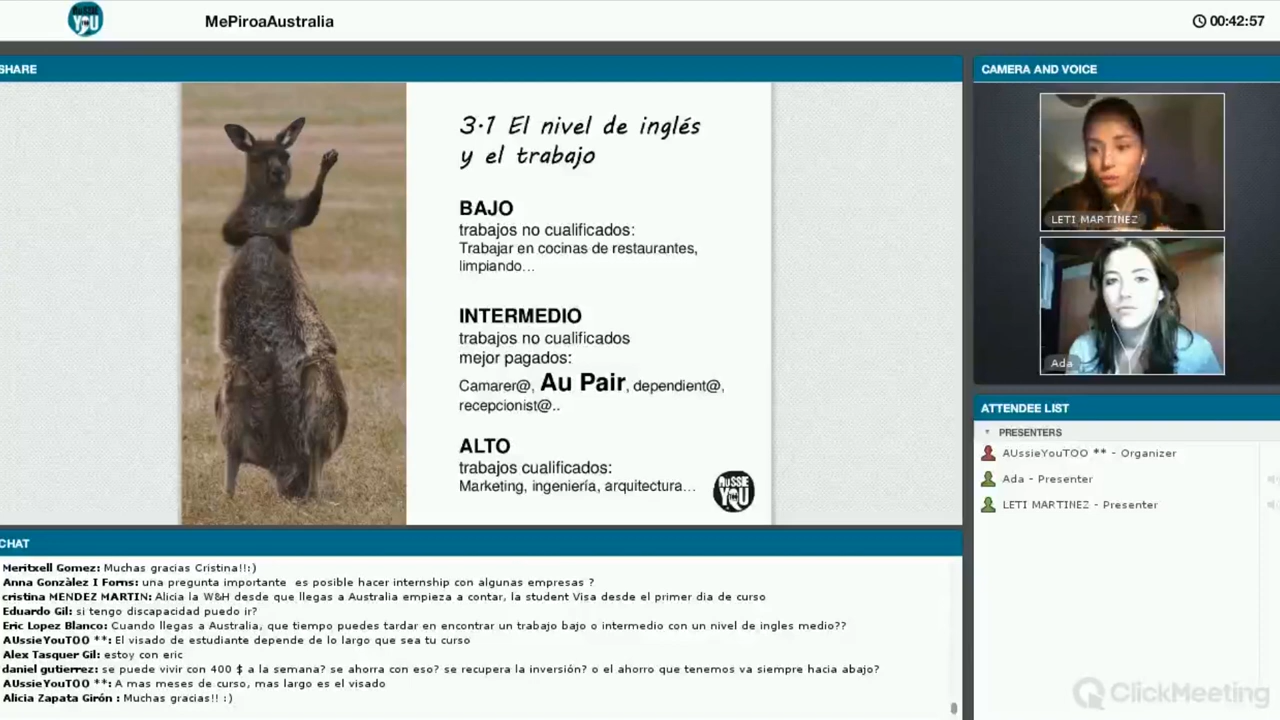 AUSSIE
YOU
MePiroaAustralia
00:42:57
SHARE
3.1 El nivel de inglés
y el trabajo
BAJO
trabajos no cualificados:
Trabajar en cocinas de restaurantes,
limpiando...
INTERMEDIO
trabajos no cualificados
mejor pagados:
Camarer@, Au Pair, dependient@,
recepcionist@..
ALTO
trabajos cualificados:
Marketing, ingeniería, arquitectura...
AUSSIE
YOU
CAMERA AND VOICE
LETI MARTINEZ
Ada
ATTENDEE LIST
PRESENTERS
AUssieYouTOO ** - Organizer
Ada - Presenter
LETI MARTINEZ - Presenter
CHAT
Meritxell Gomez: Muchas gracias Cristina!!:)
Anna Gonzàlez I Forns: una pregunta importante es posible hacer internship con algunas empresas ?
cristina MENDEZ MARTIN: Alicia la W&H desde que llegas a Australia empieza a contar, la student Visa desde el primer dia de curso
Eduardo Gil: si tengo discapacidad puedo ir?
Eric Lopez Blanco: Cuando llegas a Australia, que tiempo puedes tardar en encontrar un trabajo bajo o intermedio con un nivel de ingles medio??
AUssieYouTOO **: El visado de estudiante depende de lo largo que sea tu curso
Alex Tasquer Gil: estoy con eric
daniel gutierrez: se puede vivir con 400 $ a la semana? se ahorra con eso? se recupera la inversión? o el ahorro que tenemos va siempre hacia abajo?
AUssieYouTOO **: A mas meses de curso, mas largo es el visado
Alicia Zapata Girón : Muchas gracias!! :)
ClickMeeting